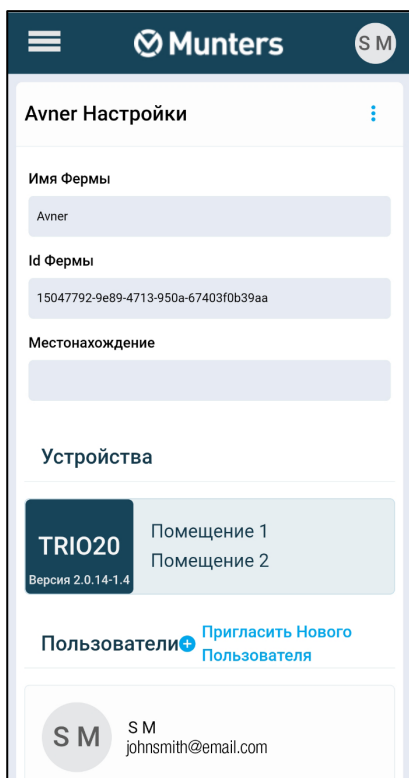 Munters
S M
Avner Настройки
Имя Фермы
Avner
Id Фермы
15047792-9e89-4713-950a-67403f0b39aa
Местонахождение
Устройства
TRIO20
Версия 2.0.14-1.4
Помещение 1
Помещение 2
Пользователи
Пригласить Нового
Пользователя
S M
S M
johnsmith@email.com